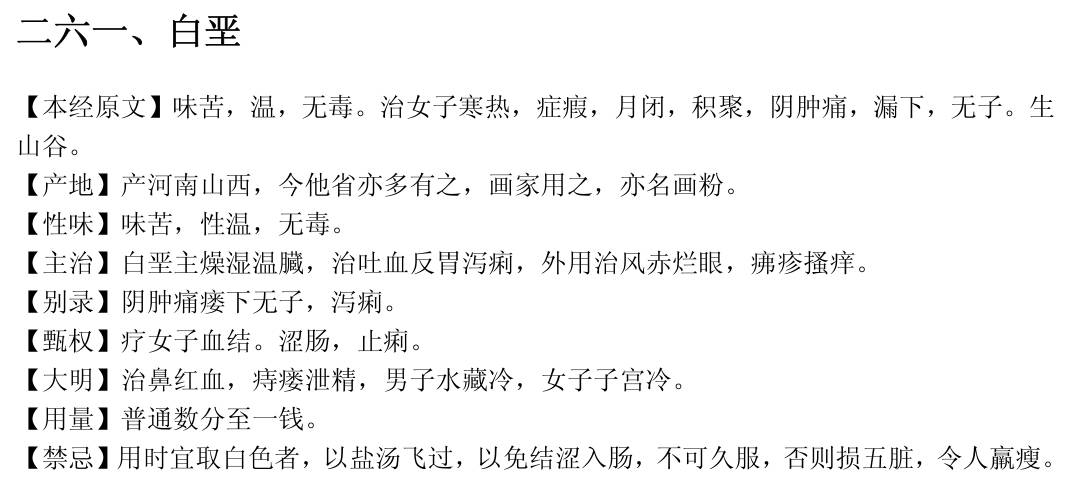 二六一、白垩
【本经原文】味苦，温，无毒。治女子寒热，症瘕，月闭，积聚，阴肿痛，漏下，无子。生
山谷。
【产地】产河南山西，今他省亦多有之，画家用之，亦名画粉。
【性味】味苦，性温，无毒。
【主治】白垩主燥湿温臓，治吐血反胃泻痢，外用治风赤烂眼，疿疹搔痒。
【别录】阴肿痛瘘下无子，泻痢。
【甄权】疗女子血结。涩肠，止痢。
【大明】治鼻红血，痔瘘泄精，男子水藏冷，女子子宫冷。
【用量】普通数分至一钱。
【禁忌】用时宜取白色者，以盐汤飞过，以免结涩入肠，不可久服，否则损五脏，令人羸瘦。